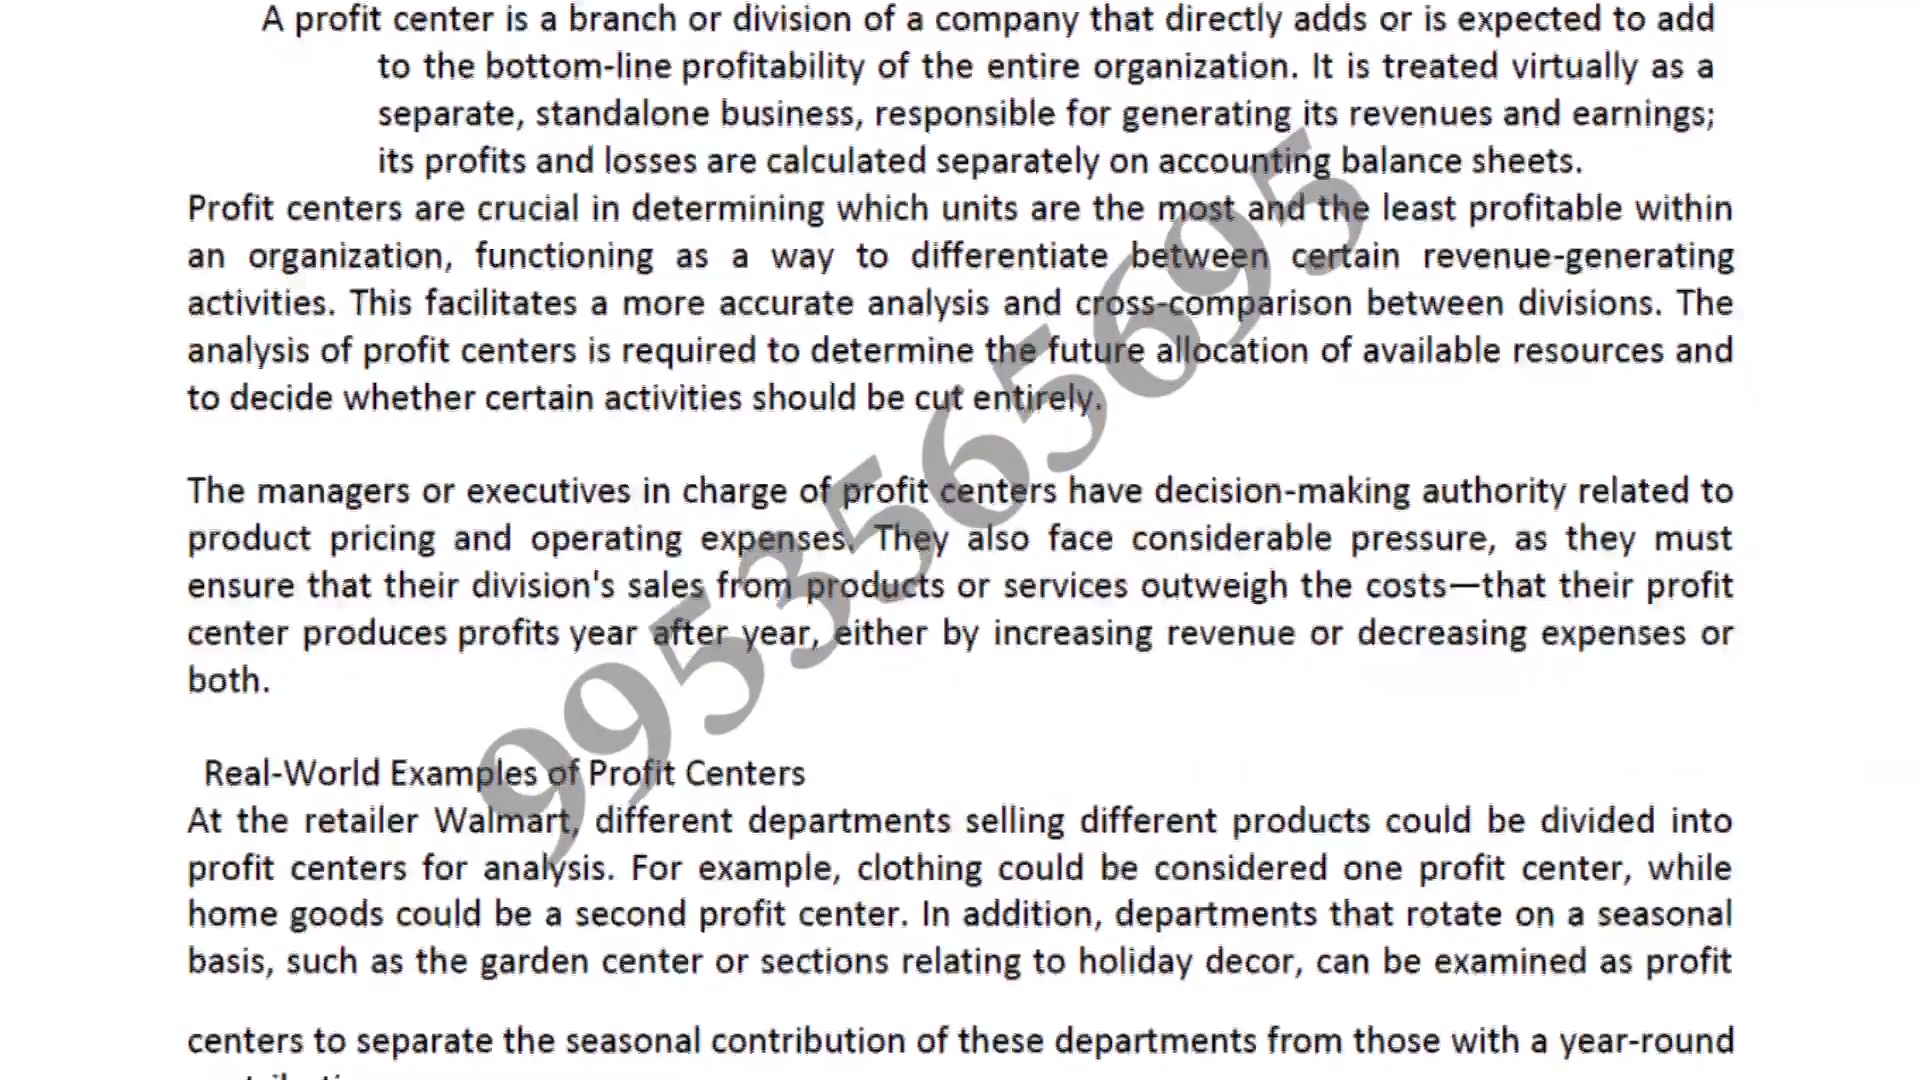 A profit center is a branch or division of a company that directly adds or is expected to add
to the bottom-line profitability of the entire organization. It is treated virtually as a
separate, standalone business, responsible for generating its revenues and earnings;
its profits and losses are calculated separately on accounting balance sheets.
Profit centers are crucial in determining which units are the most and the least profitable within
an organization, functioning as a way to differentiate between certain revenue-generating
activities. This facilitates a more accurate analysis and cross-comparison between divisions. The
analysis of profit centers is required to determine the future allocation of available resources and
to decide whether certain activities should be cut entirely.
The managers or executives in charge of profit centers have decision-making authority related to
product pricing and operating expenses. They also face considerable pressure, as they must
ensure that their division's sales from products or services outweigh the costs—that their profit
center produces profits year after year, either by increasing revenue or decreasing expenses or
both.
Real-World Examples of Profit Centers
At the retailer Walmart, different departments selling different products could be divided into
profit centers for analysis. For example, clothing could be considered one profit center, while
home goods could be a second profit center. In addition, departments that rotate on a seasonal
basis, such as the garden center or sections relating to holiday decor, can be examined as profit
centers to separate the seasonal contribution of these departments from those with a year-round
9953565695